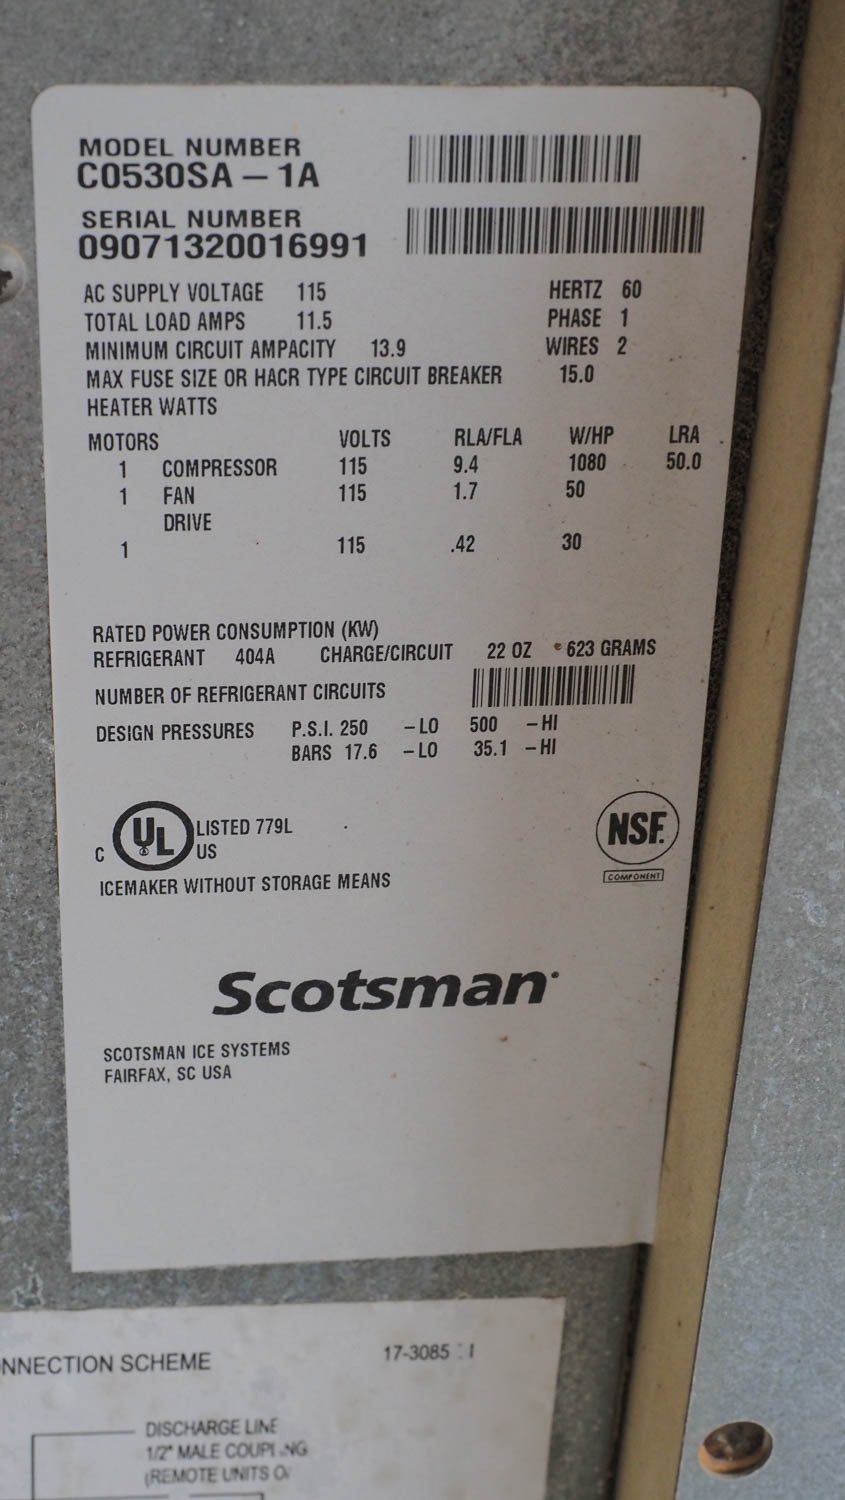 MODEL NUMBER
C0530SA – 1A
SERIAL NUMBER
09071320016991
AC SUPPLY VOLTAGE 115 HERTZ 60
TOTAL LOAD AMPS 11.5 PHASE 1
MINIMUM CIRCUIT AMPACITY 13.9 WIRES 2
MAX FUSE SIZE OR HACR TYPE CIRCUIT BREAKER 15.0
HEATER WATTS
MOTORS VOLTS RLA/FLA W/HP LRA
1 COMPRESSOR 115 9.4 1080 50.0
1 FAN 115 1.7 50
DRIVE
1 115 .42 30
RATED POWER CONSUMPTION (KW)
REFRIGERANT 404A CHARGE/CIRCUIT 22 OZ 623 GRAMS
NUMBER OF REFRIGERANT CIRCUITS
DESIGN PRESSURES P.S.I. 250 – LO 500 – HI
BARS 17.6 – LO 35.1 – HI
C UL LISTED 779L
US
ICEMAKER WITHOUT STORAGE MEANS
NSF.
COMPONENT
Scotsman
SCOTSMAN ICE SYSTEMS
FAIRFAX, SC USA
NNECTION SCHEME
DISCHARGE LINE
1/2" MALE
(REMOTE UNITS